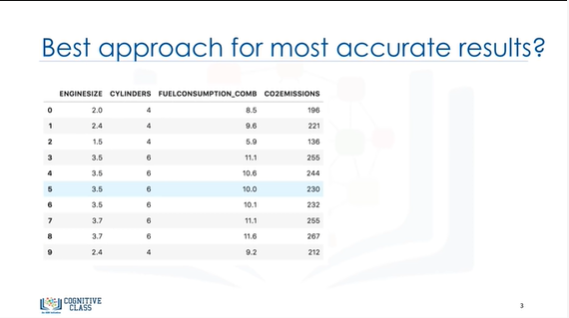 Best approach for most accurate results?
ENGINESIZE CYLINDERS FUELCONSUMPTION_COMB CO2EMISSIONS
0 2.0 4 8.5 196
1 2.4 4 9.6 221
2 1.5 4 5.9 136
3 3.5 6 11.1 255
4 3.5 6 10.6 244
5 3.5 6 10.0 230
6 3.5 6 10.1 232
7 3.7 6 11.1 255
8 3.7 6 11.6 267
9 2.4 4 9.2 212
COGNITIVE
CLASS
3